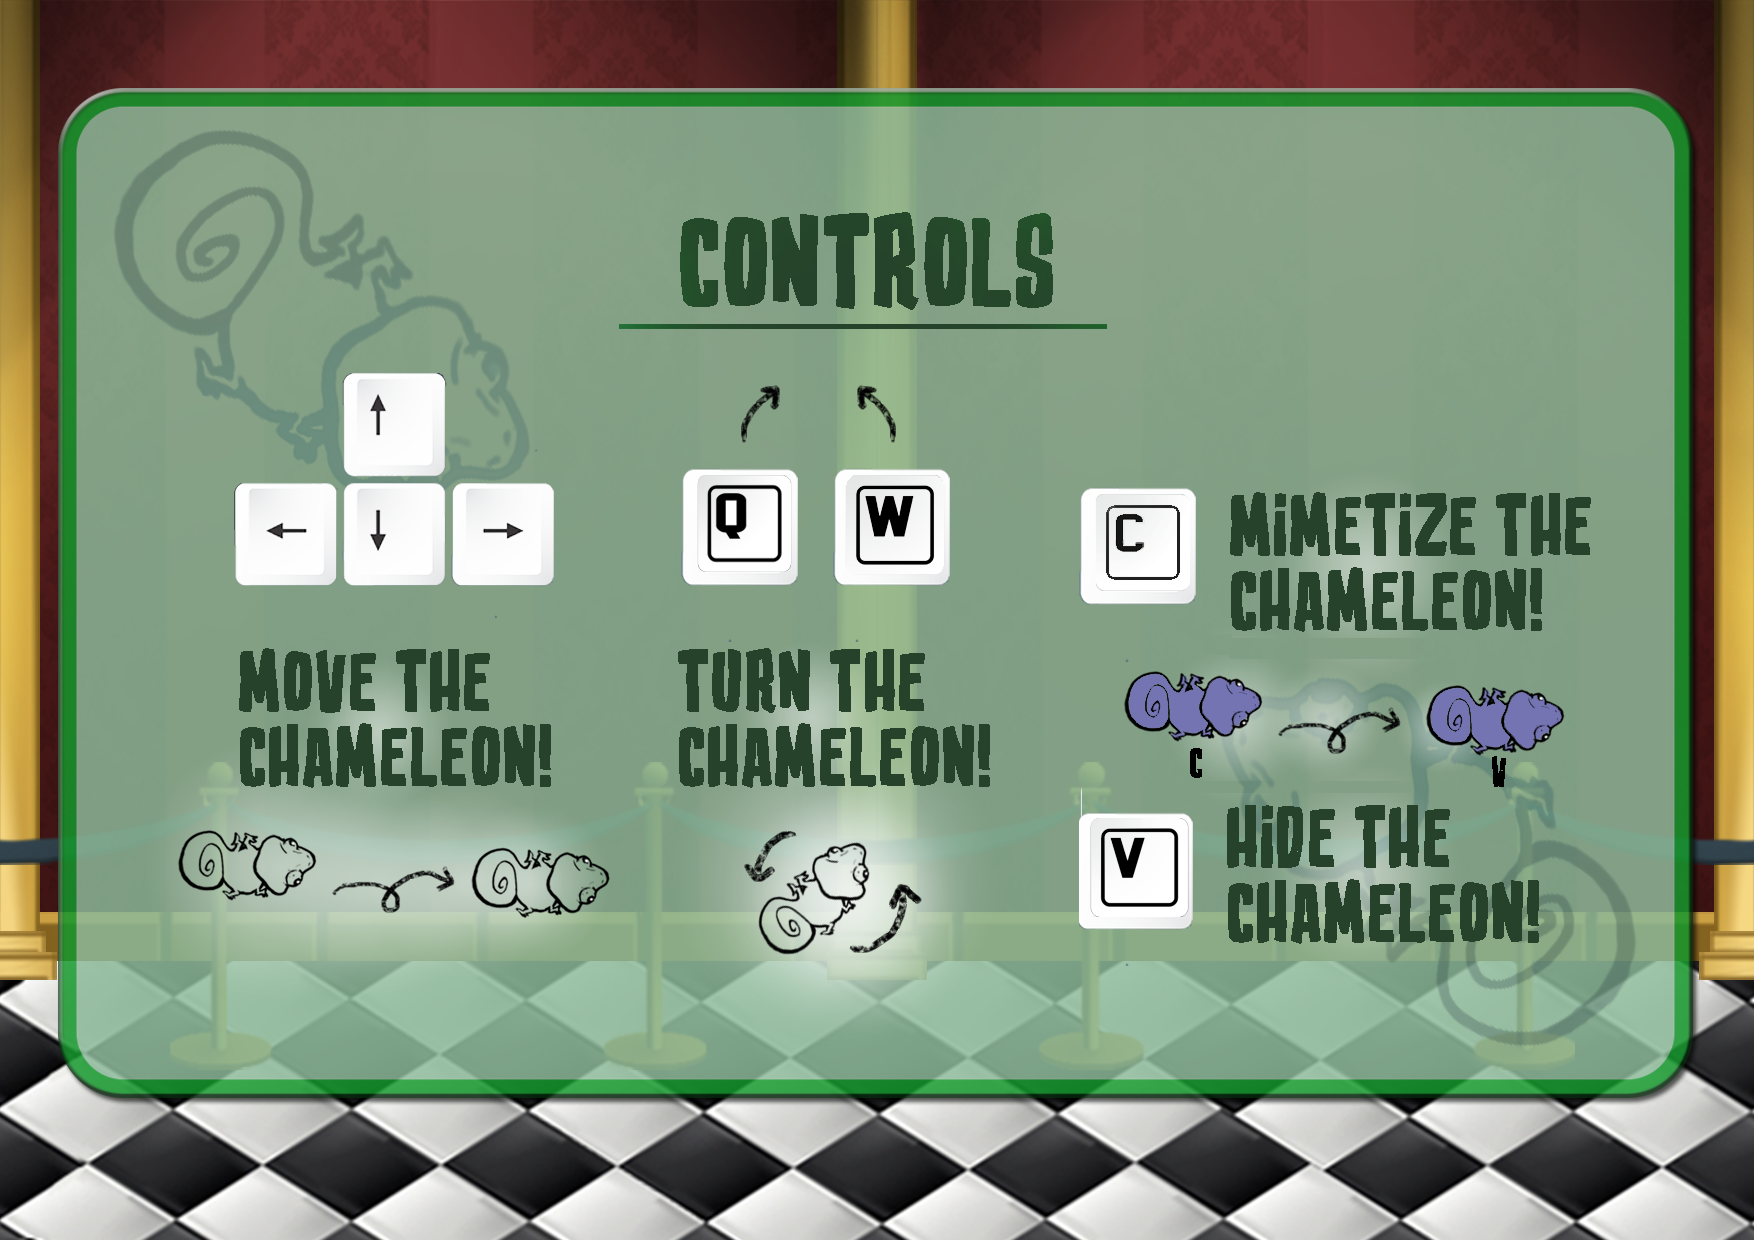 CONTROLS
Q
W
C
MiMETiZE THE
CHAMELEON!
MOVE THE
CHAMELEON!
TURN THE
CHAMELEON!
C
V
V
HiDE THE
CHAMELEON!